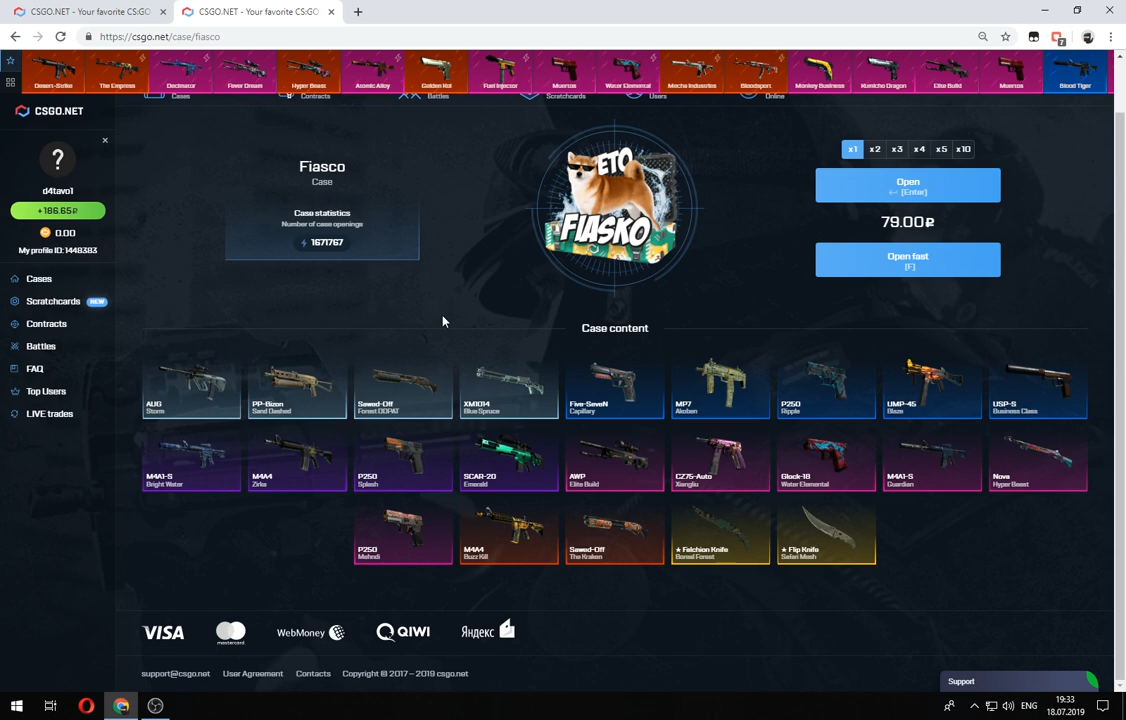 CSGO.NET - Your favorite CS:GO
CSGO.NET - Your favorite CS:GO
https://csgo.net/case/fiasco
7
Desert-Strike The Empress Decimator Fever Dream Hyper Beast Atomic Alloy Golden Koi Fuel Injector Muertos Water Elemental Mecha Industries Bloodsport Monkey Business Kumicho Dragon Elite Build Muertos Blood Tiger
Cases Contracts Battles Scratchcards Users Online
CSGO.NET
?
d4tavo1
+186.65₽
0.00
My profile ID: 1448383
Cases
Scratchcards NEW
Contracts
Battles
FAQ
Top Users
LIVE trades
Fiasco
Case
Case statistics
Number of case openings
1671767
ETO
FIASKO
x1 x2 x3 x4 x5 x10
Open
[Enter]
79.00₽
Open fast
[F]
Case content
AUG
Storm
PP-Bizon
Sand Dashed
Sawed-Off
Forest DDPAT
XM1014
Blue Spruce
Five-SeveN
Capillary
MP7
Akoben
P250
Ripple
UMP-45
Blaze
USP-S
Business Class
M4A1-S
Bright Water
M4A4
Zirka
P250
Splash
SCAR-20
Emerald
AWP
Elite Build
CZ75-Auto
Xiangliu
Glock-18
Water Elemental
M4A1-S
Guardian
Nova
Hyper Beast
P250
Mehndi
M4A4
Buzz Kill
Sawed-Off
The Kraken
★ Falchion Knife
Boreal Forest
★ Flip Knife
Safari Mesh
VISA
mastercard
WebMoney
QIWI
Яндекс
support@csgo.net User Agreement Contacts Copyright © 2017 – 2019 csgo.net
Support
ENG
19:33
18.07.2019